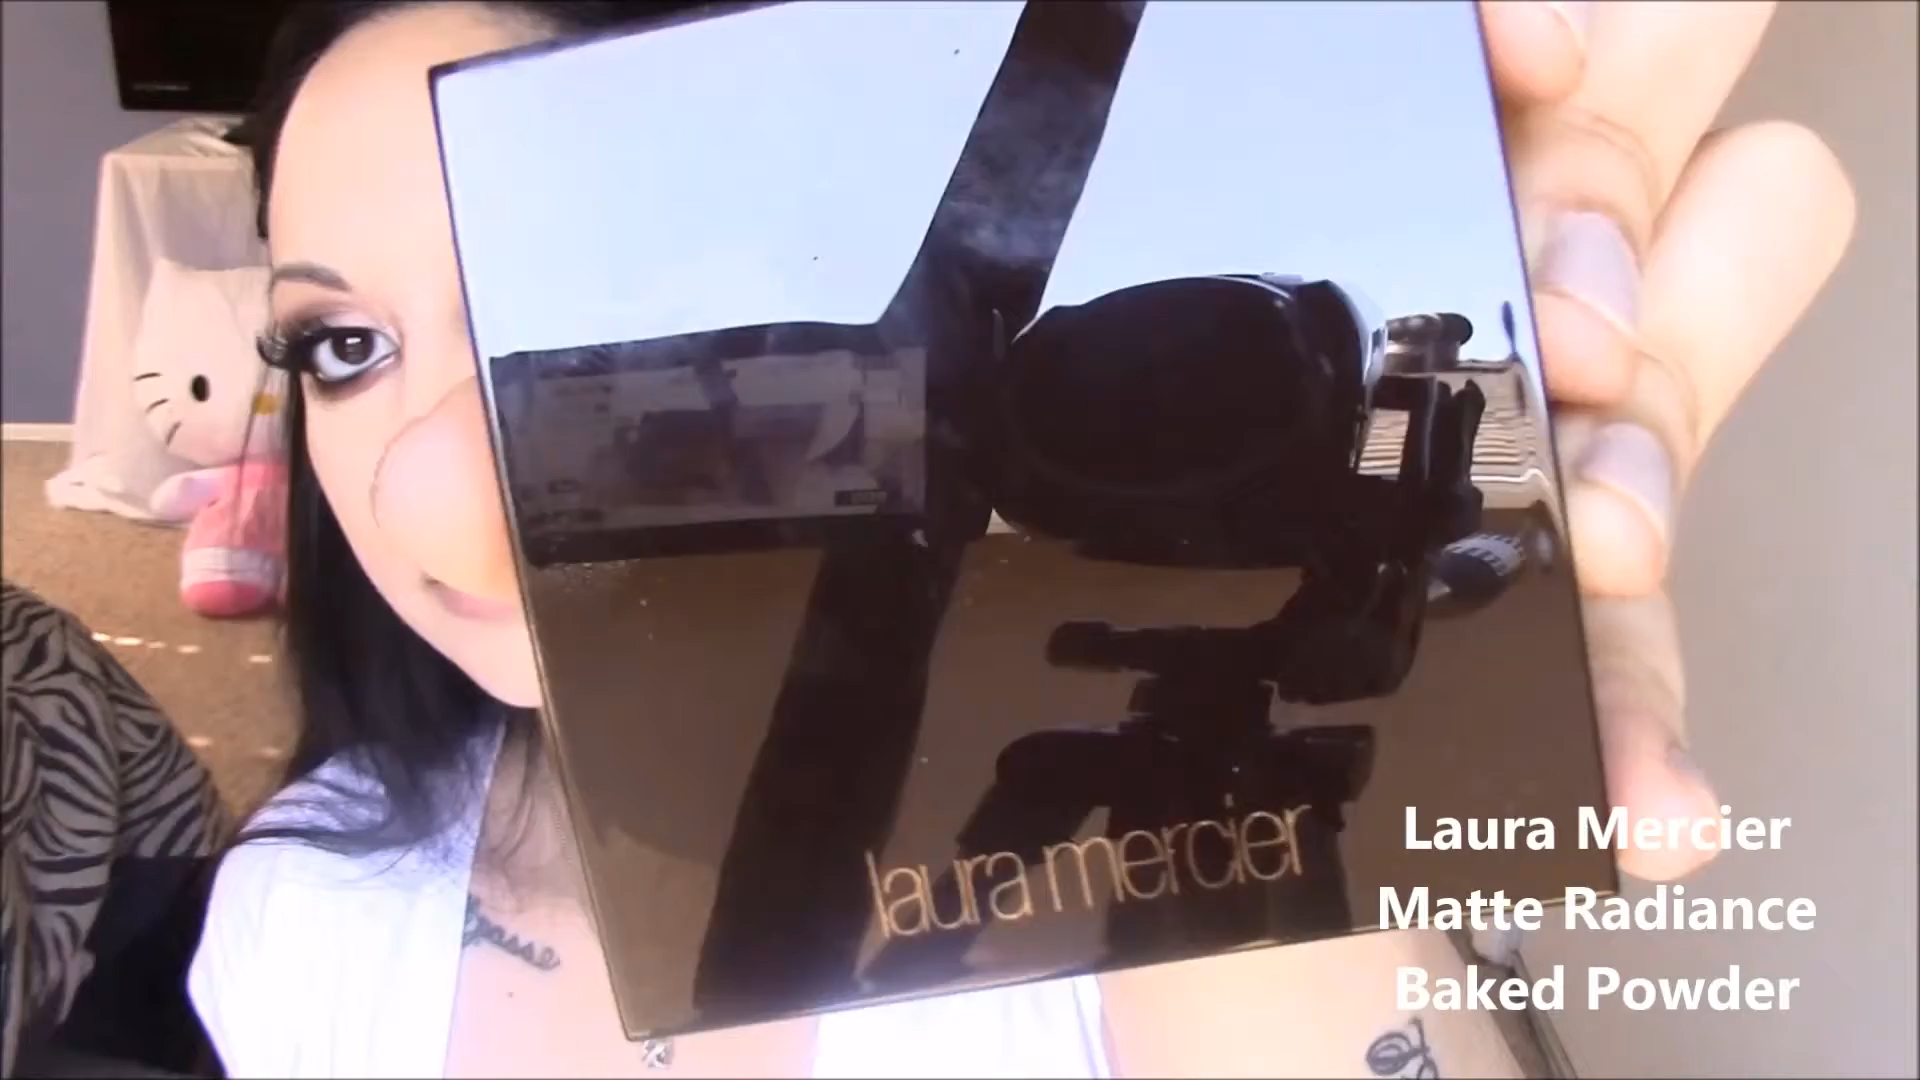 laura mercier
Laura Mercier
Matte Radiance
Baked Powder